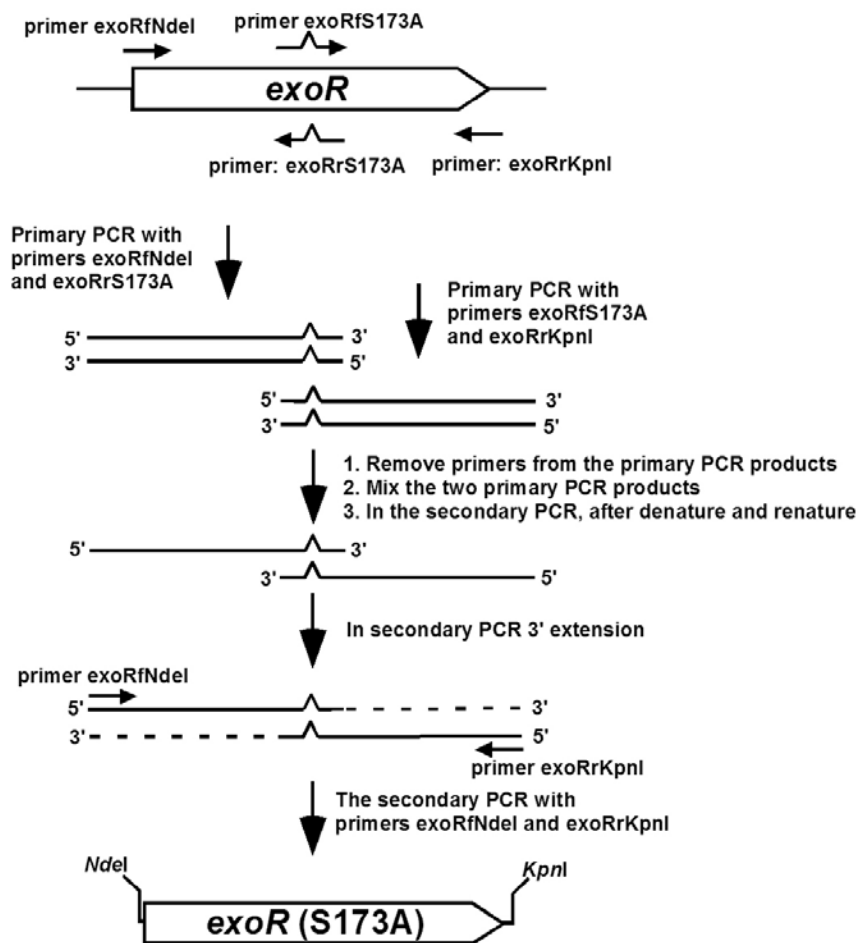 primer exoRfNdeI
primer exoRfS173A
exoR
primer: exoRrS173A
primer: exoRrKpnI
Primary PCR with
primers exoRfNdeI
and exoRrS173A
Primary PCR with
primers exoRfS173A
and exoRrKpnI
5' 3'
3' 5'
5' 3'
3' 5'
1. Remove primers from the primary PCR products
2. Mix the two primary PCR products
3. In the secondary PCR, after denature and renature
5' 3'
3' 5'
In secondary PCR 3' extension
primer exoRfNdeI
5' 3'
3' 5'
primer exoRrKpnI
The secondary PCR with
primers exoRfNdeI and exoRrKpnI
NdeI KpnI
exoR (S173A)